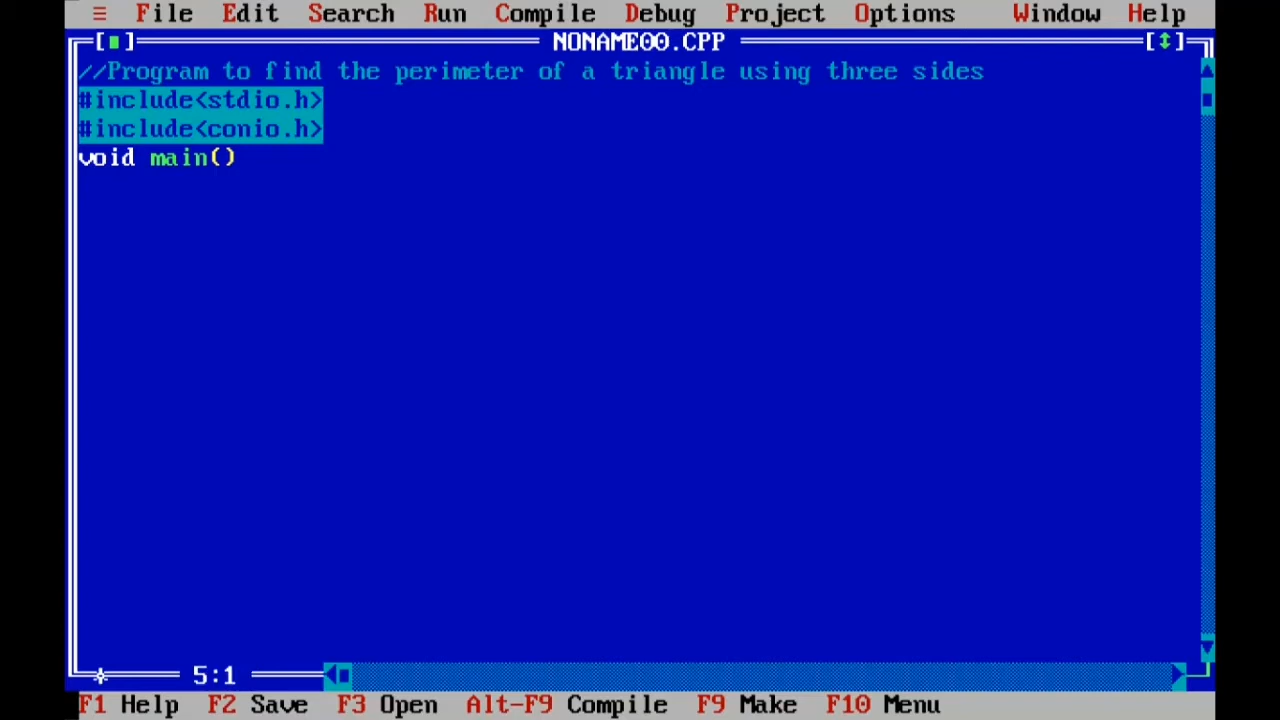 ≡ File Edit Search Run Compile Debug Project Options Window Help
[■] NONAME00.CPP [↕]
//Program to find the perimeter of a triangle using three sides
#include<stdio.h>
#include<conio.h>
void main()
5:1
F1 Help F2 Save F3 Open Alt-F9 Compile F9 Make F10 Menu